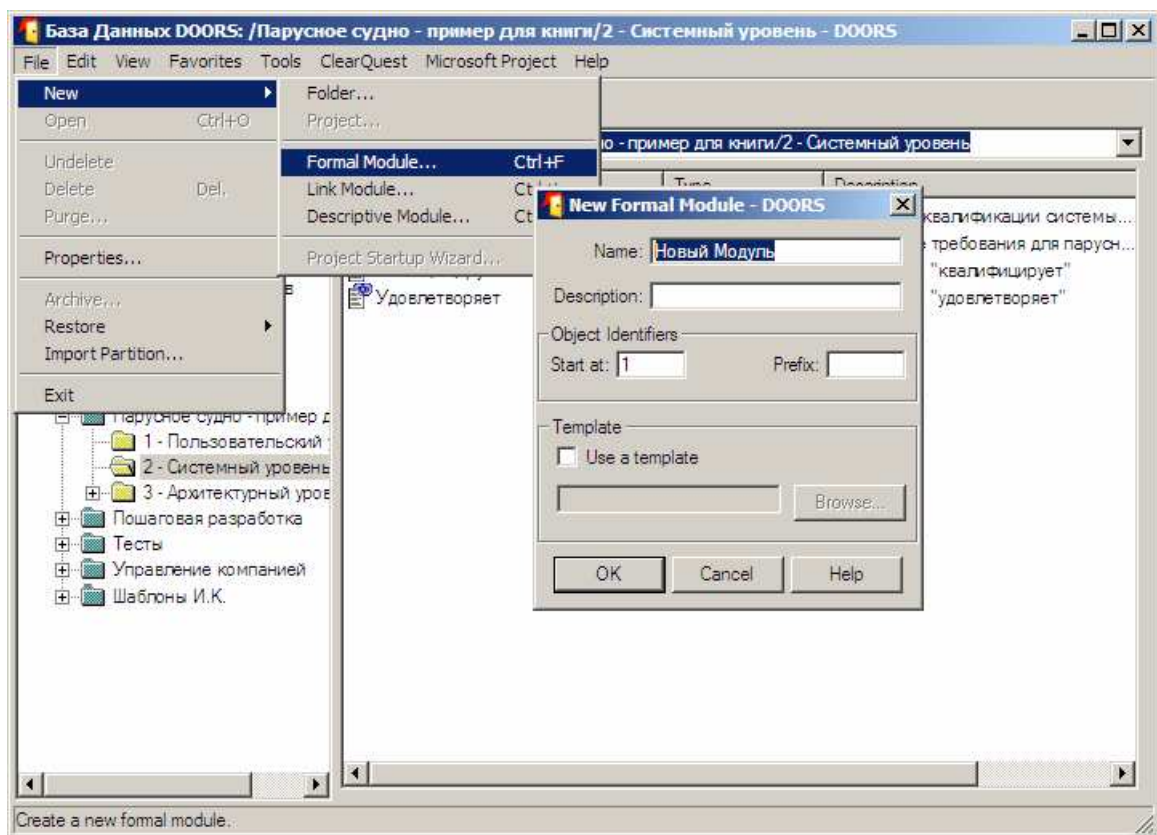 База Данных DOORS: /Парусное судно - пример для книги/2 - Системный уровень - DOORS
File Edit View Favorites Tools ClearQuest Microsoft Project Help
New
Open Ctrl+O
Undelete
Delete Del.
Purge...
Properties...
Archive...
Restore
Import Partition...
Exit
Folder...
Project...
Formal Module... Ctrl+F
Link Module...
Descriptive Module...
Project Startup Wizard...
- пример для книги/2 - Системный уровень
Type Description
квалификации системы...
требования для парусн...
"квалифицирует"
Удовлетворяет "удовлетворяет"
New Formal Module - DOORS
Name: Новый Модуль
Description:
Object Identifiers
Start at: 1 Prefix:
Template
Use a template
Browse...
OK Cancel Help
Парусное судно - пример д
1 - Пользовательский
2 - Системный уровень
3 - Архитектурный уров
Пошаговая разработка
Тесты
Управление компанией
Шаблоны И.К.
Create a new formal module.